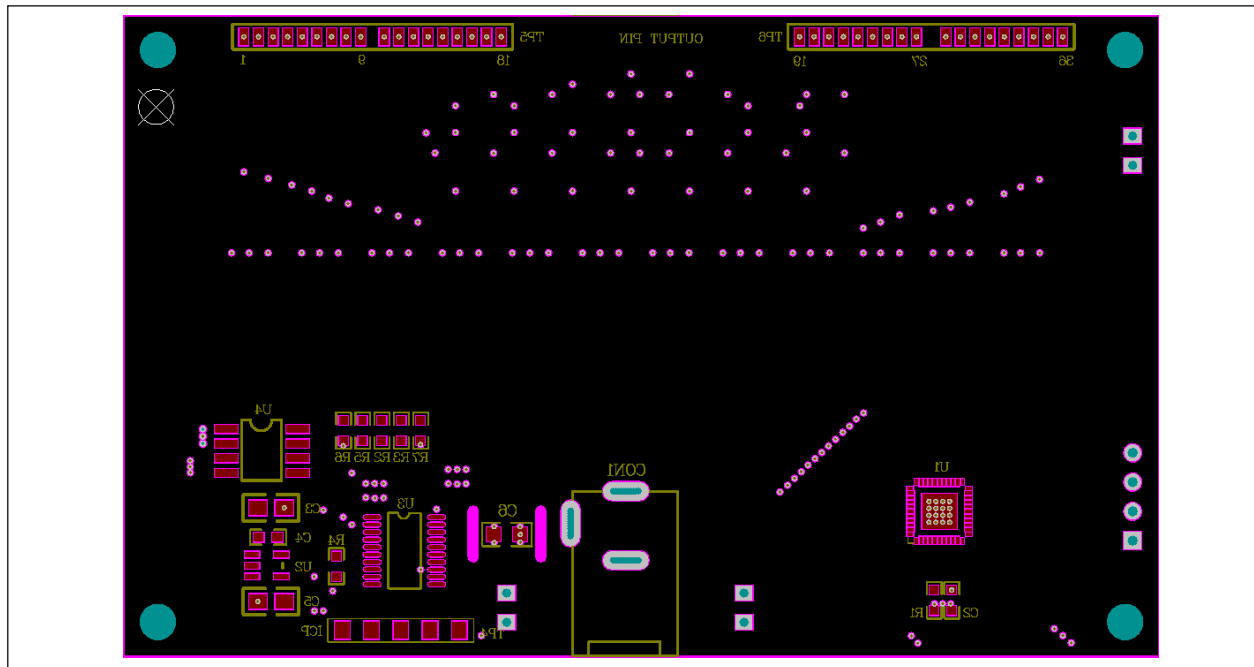 TP5 OUTPUT PIN TP6
1 9 18 19 27 36
U4
R6 R5 R2 R3 R7
CON1
U1
C3
U3
C6
C4
R4
U2
C5
R1 C2
ICP TP4